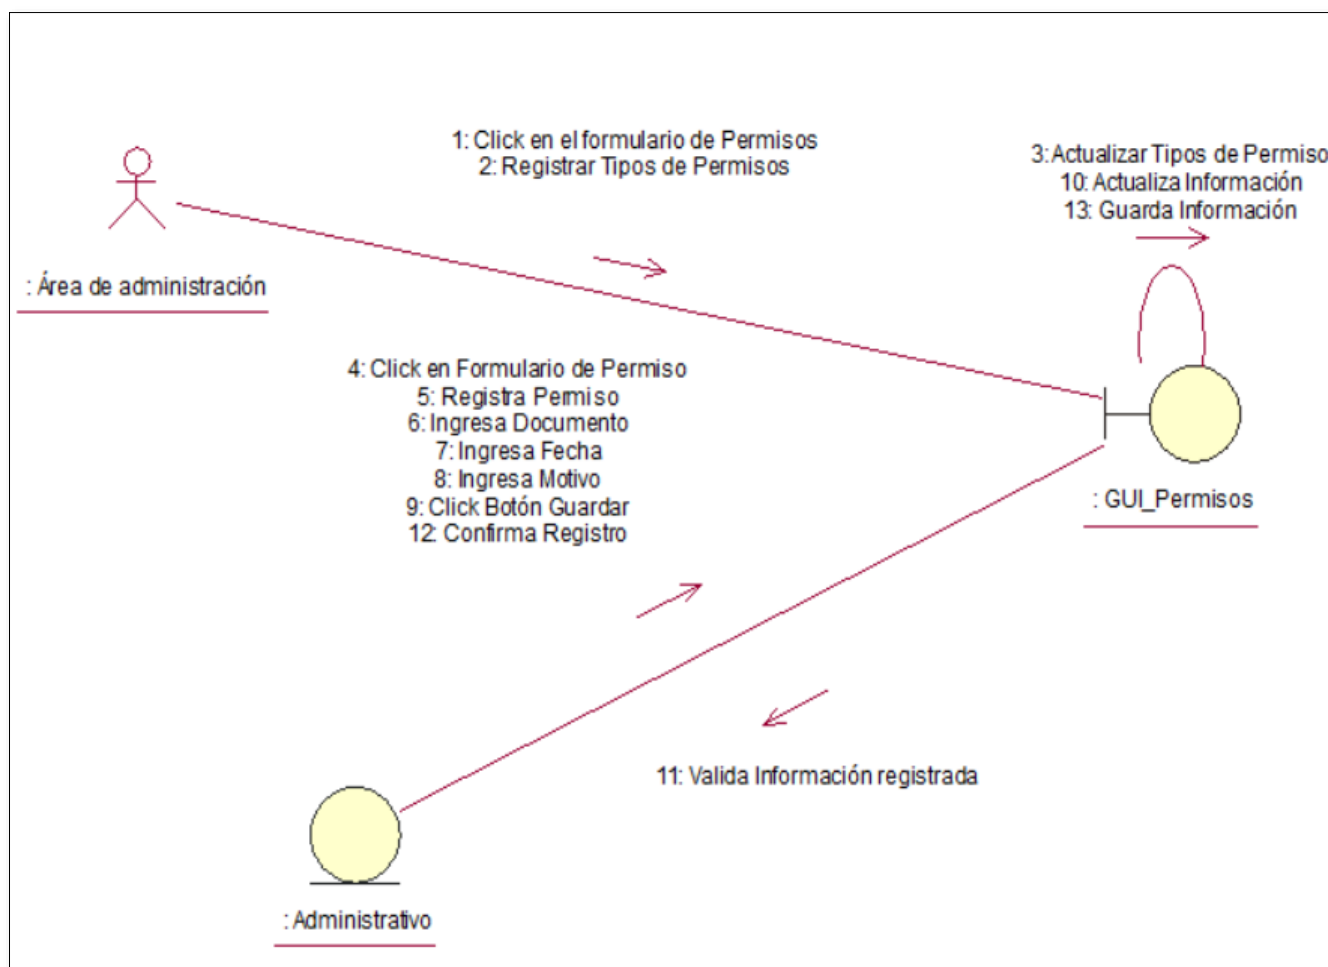 1: Click en el formulario de Permisos
2: Registrar Tipos de Permisos
3: Actualizar Tipos de Permiso
10: Actualiza Información
13: Guarda Información
: Área de administración
4: Click en Formulario de Permiso
5: Registra Permiso
6: Ingresa Documento
7: Ingresa Fecha
8: Ingresa Motivo
9: Click Botón Guardar
12: Confirma Registro
: GUI_Permisos
11: Valida Información registrada
: Administrativo